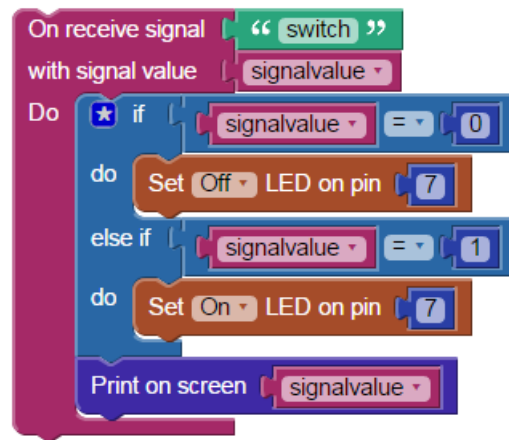 On receive signal “ switch ”
with signal value signalvalue
Do if signalvalue = 0
do Set Off LED on pin 7
else if signalvalue = 1
do Set On LED on pin 7
Print on screen signalvalue